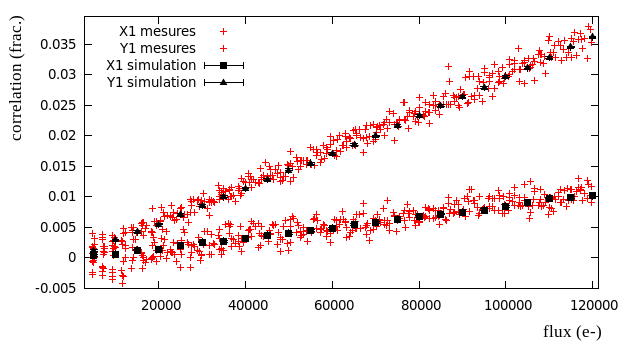 correlation (frac.)
0.035
0.03
0.025
0.02
0.015
0.01
0.005
0
-0.005
X1 mesures
Y1 mesures
X1 simulation
Y1 simulation
20000 40000 60000 80000 100000 120000
flux (e-)